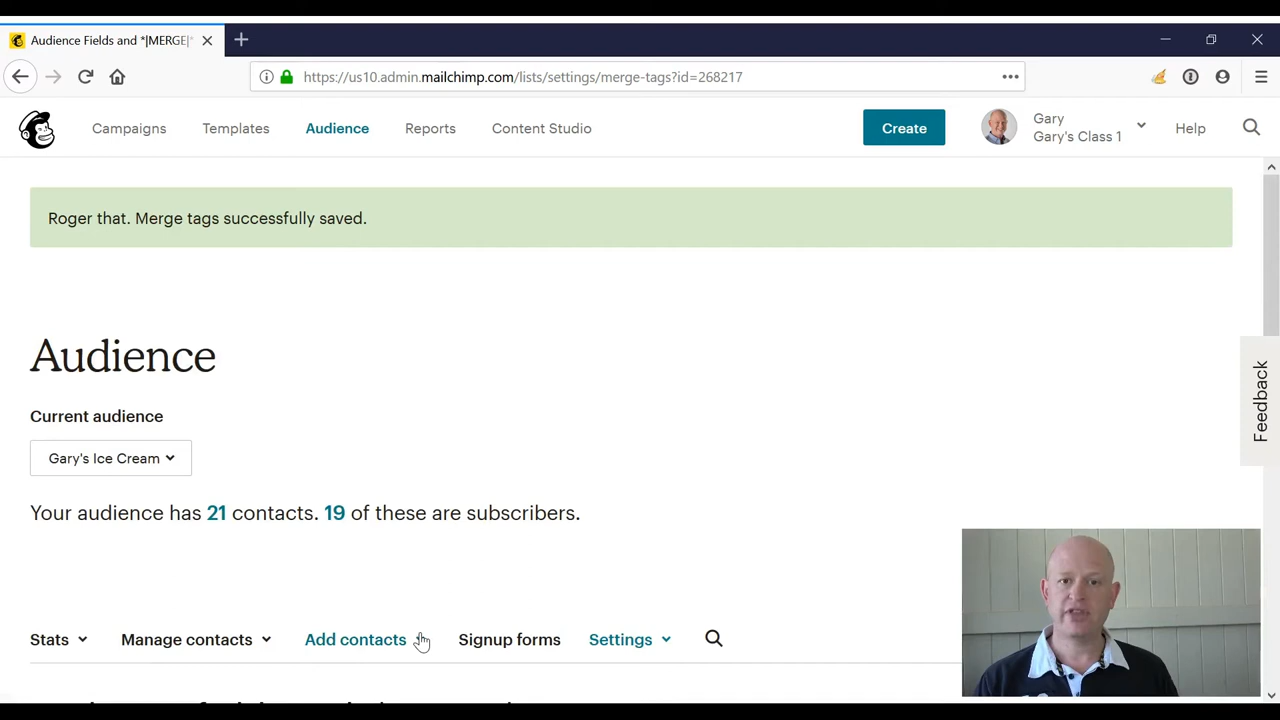 Audience Fields and *|MERGE|*
https://us10.admin.mailchimp.com/lists/settings/merge-tags?id=268217
Campaigns
Templates
Audience
Reports
Content Studio
Create
Gary
Gary's Class 1
Help
Roger that. Merge tags successfully saved.
Feedback
Audience
Current audience
Gary's Ice Cream
Your audience has 21 contacts. 19 of these are subscribers.
Stats
Manage contacts
Add contacts
Signup forms
Settings